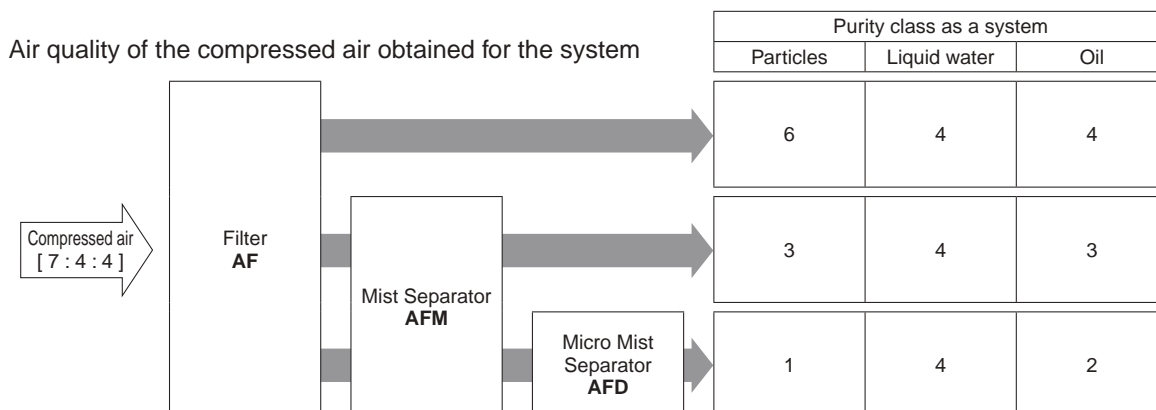 Air quality of the compressed air obtained for the system
Purity class as a system
Particles
Liquid water
Oil
6
4
4
Compressed air
[ 7 : 4 : 4 ]
Filter
AF
3
4
3
Mist Separator
AFM
Micro Mist
Separator
AFD
1
4
2